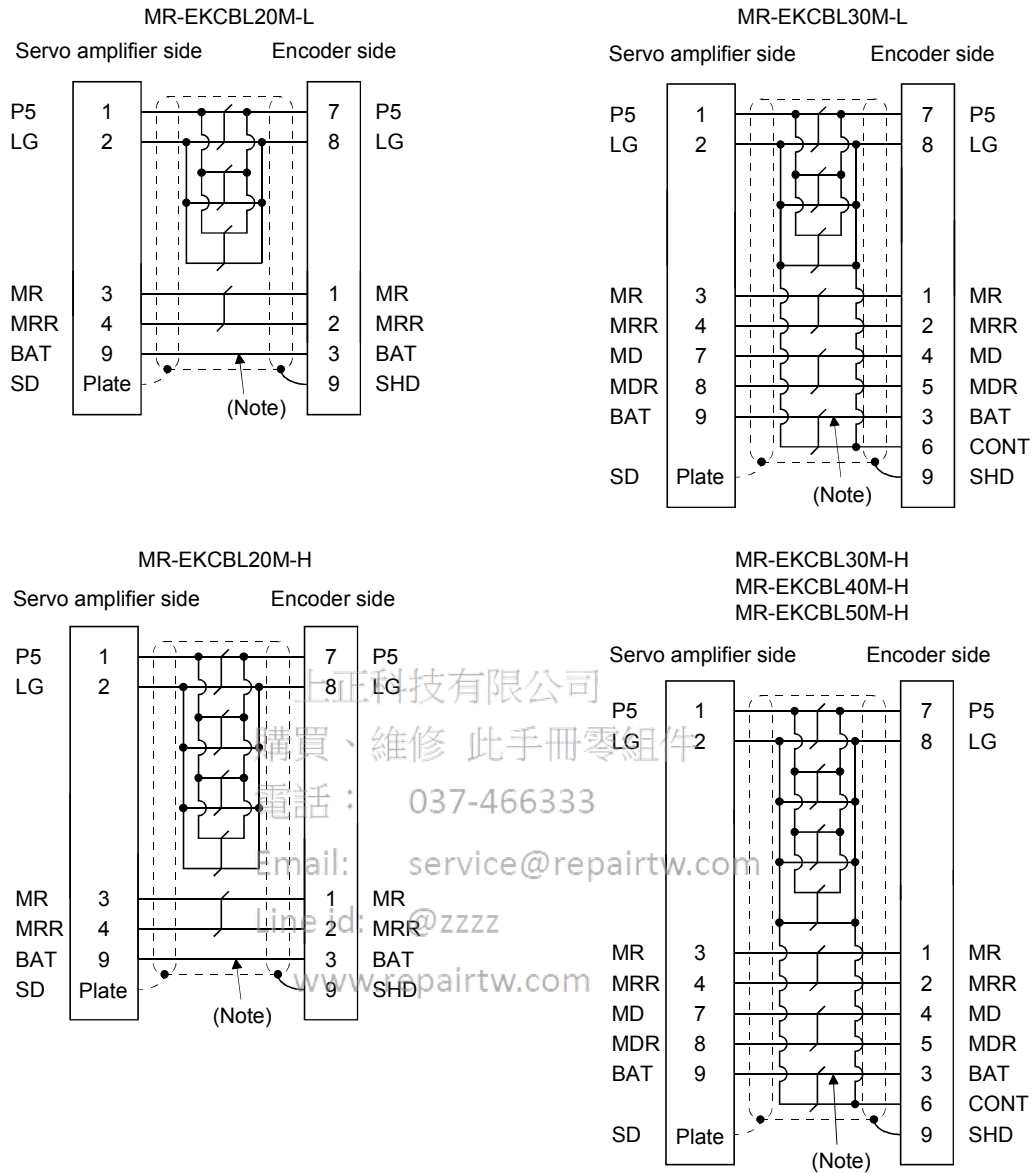 MR-EKCBL20M-L
Servo amplifier side Encoder side
P5 1 7 P5
LG 2 8 LG
MR 3 1 MR
MRR 4 2 MRR
BAT 9 3 BAT
SD Plate 9 SHD
(Note)
MR-EKCBL30M-L
Servo amplifier side Encoder side
P5 1 7 P5
LG 2 8 LG
MR 3 1 MR
MRR 4 2 MRR
MD 7 4 MD
MDR 8 5 MDR
BAT 9 3 BAT
6 CONT
SD Plate 9 SHD
(Note)
MR-EKCBL20M-H
Servo amplifier side Encoder side
P5 1 7 P5
LG 2 8 LG
MR 3 1 MR
MRR 4 2 MRR
BAT 9 3 BAT
SD Plate 9 SHD
(Note)
MR-EKCBL30M-H
MR-EKCBL40M-H
MR-EKCBL50M-H
Servo amplifier side Encoder side
P5 1 7 P5
LG 2 8 LG
MR 3 1 MR
MRR 4 2 MRR
MD 7 4 MD
MDR 8 5 MDR
BAT 9 3 BAT
6 CONT
SD Plate 9 SHD
(Note)
上正科技有限公司
購買、維修 此手冊零組件
電話： 037-466333
Email: service@repairtw.com
Line id: @zzzz
www.repairtw.com